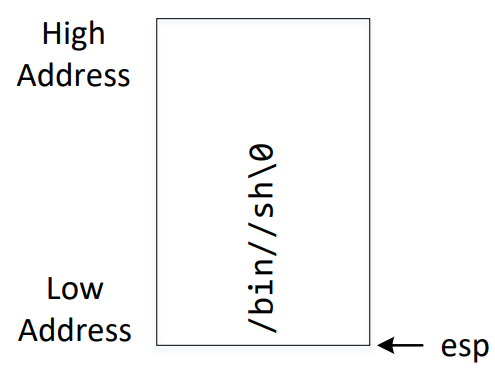 High
Address
/bin//sh\0
Low
Address
esp